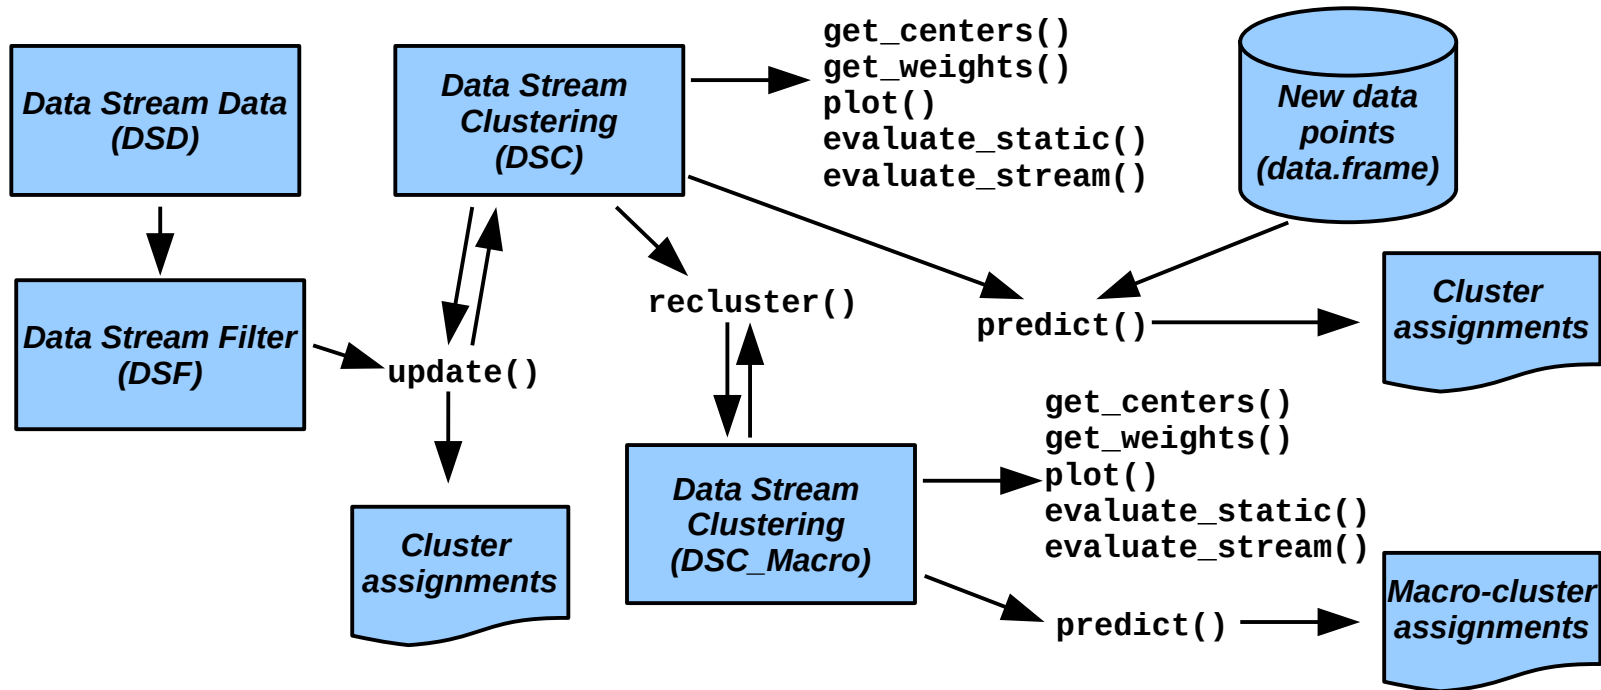 Data Stream Data
(DSD)
Data Stream
Clustering
(DSC)
get_centers()
get_weights()
plot()
evaluate_static()
evaluate_stream()
New data
points
(data.frame)
Data Stream Filter
(DSF)
update()
recluster()
predict()
Cluster
assignments
Cluster
assignments
Data Stream
Clustering
(DSC_Macro)
get_centers()
get_weights()
plot()
evaluate_static()
evaluate_stream()
predict()
Macro-cluster
assignments